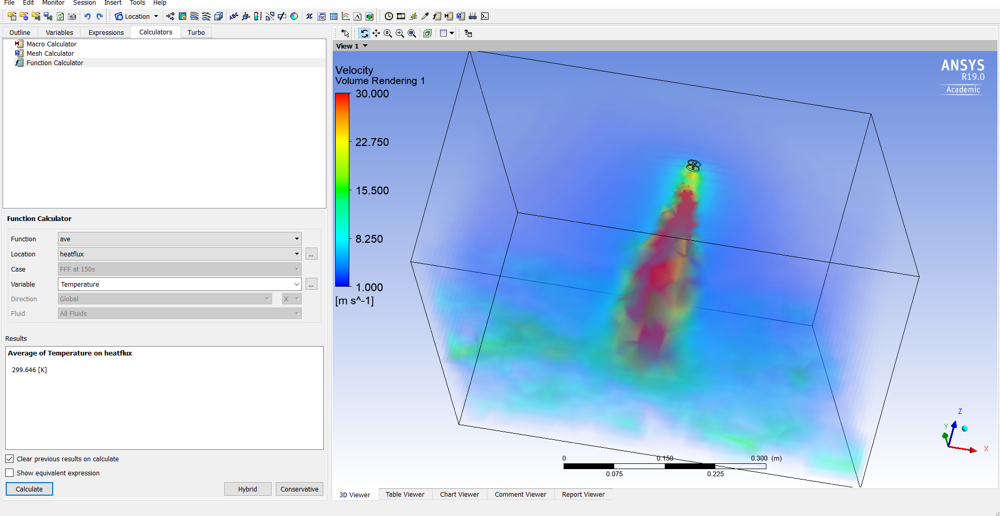 File Edit Monitor Session Insert Tools Help
Location
Outline Variables Expressions Calculators Turbo
Macro Calculator
Mesh Calculator
Function Calculator
Function Calculator
Function ave
Location heatflux ...
Case FFF at 150s
Variable Temperature ...
Direction Global X
Fluid All Fluids
Results
Average of Temperature on heatflux
299.646 [K]
Clear previous results on calculate
Show equivalent expression
Calculate Hybrid Conservative
View 1
Velocity
Volume Rendering 1
30.000
22.750
15.500
8.250
1.000
[m s^-1]
ANSYS
R19.0
Academic
Z
Y
X
0 0.150 0.300 (m)
0.075 0.225
3D Viewer Table Viewer Chart Viewer Comment Viewer Report Viewer